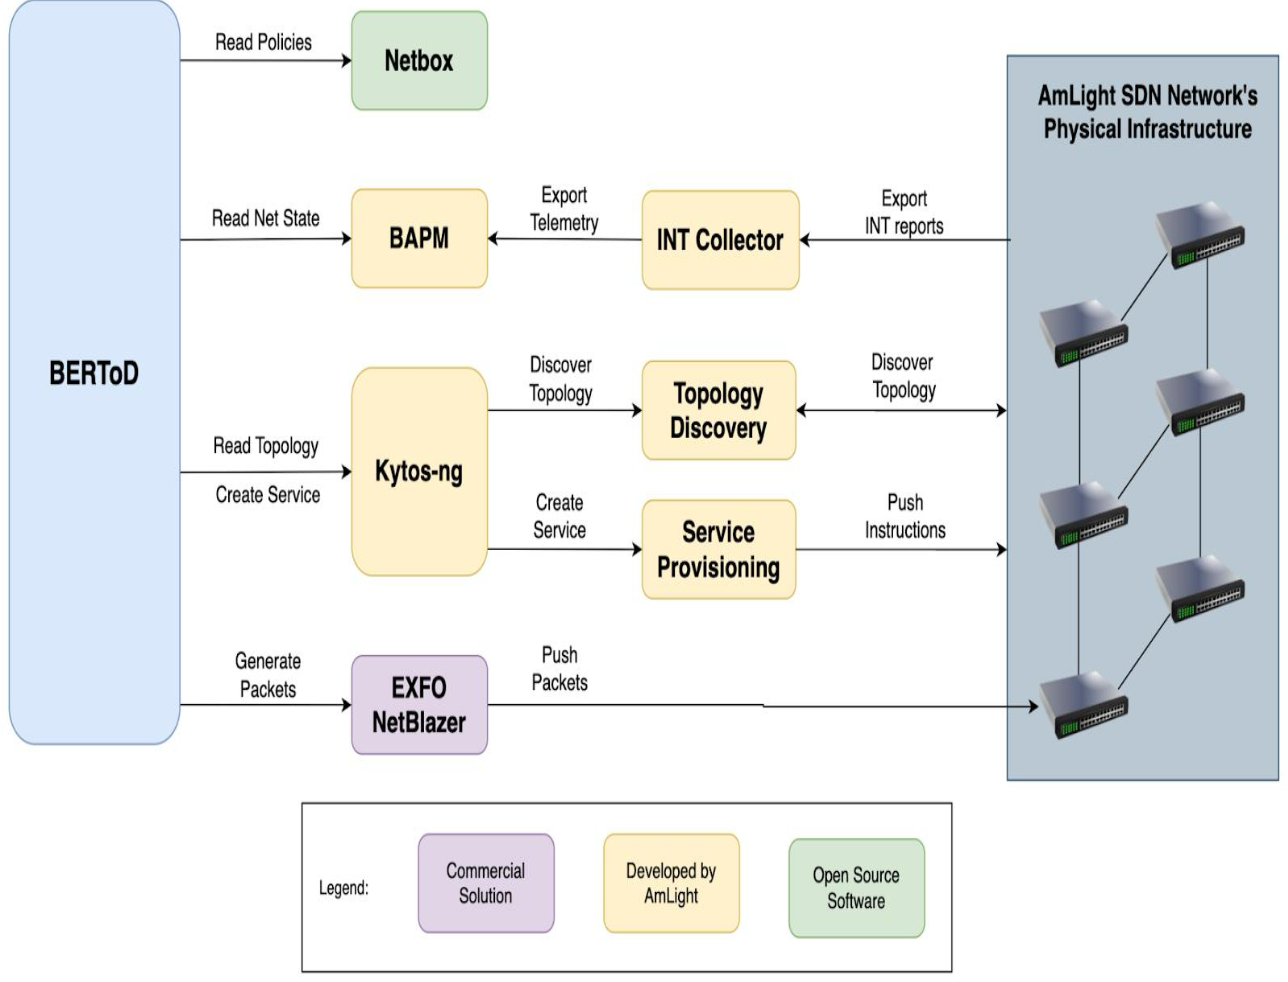 BERToD
Read Policies
Netbox
Read Net State
BAPM
Export
Telemetry
INT Collector
Export
INT reports
Read Topology
Create Service
Kytos-ng
Discover
Topology
Topology
Discovery
Discover
Topology
Create
Service
Service
Provisioning
Push
Instructions
Generate
Packets
EXFO
NetBlazer
Push
Packets
AmLight SDN Network's
Physical Infrastructure
Legend:
Commercial
Solution
Developed by
AmLight
Open Source
Software